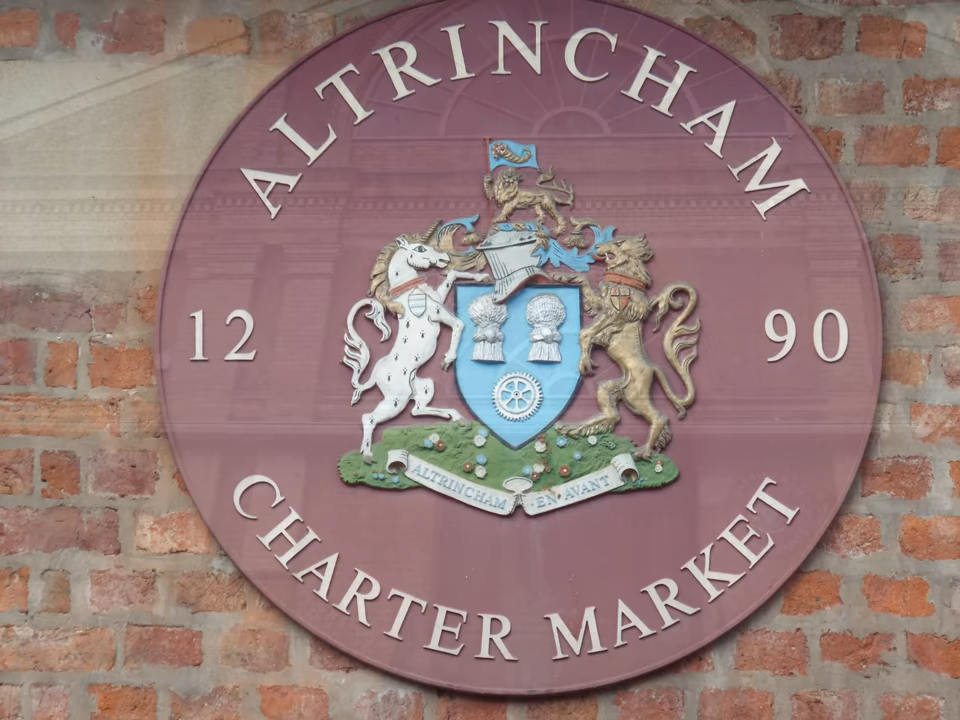 ALTRINCHAM
12 90
ALTRINCHAM EN AVANT
CHARTER MARKET